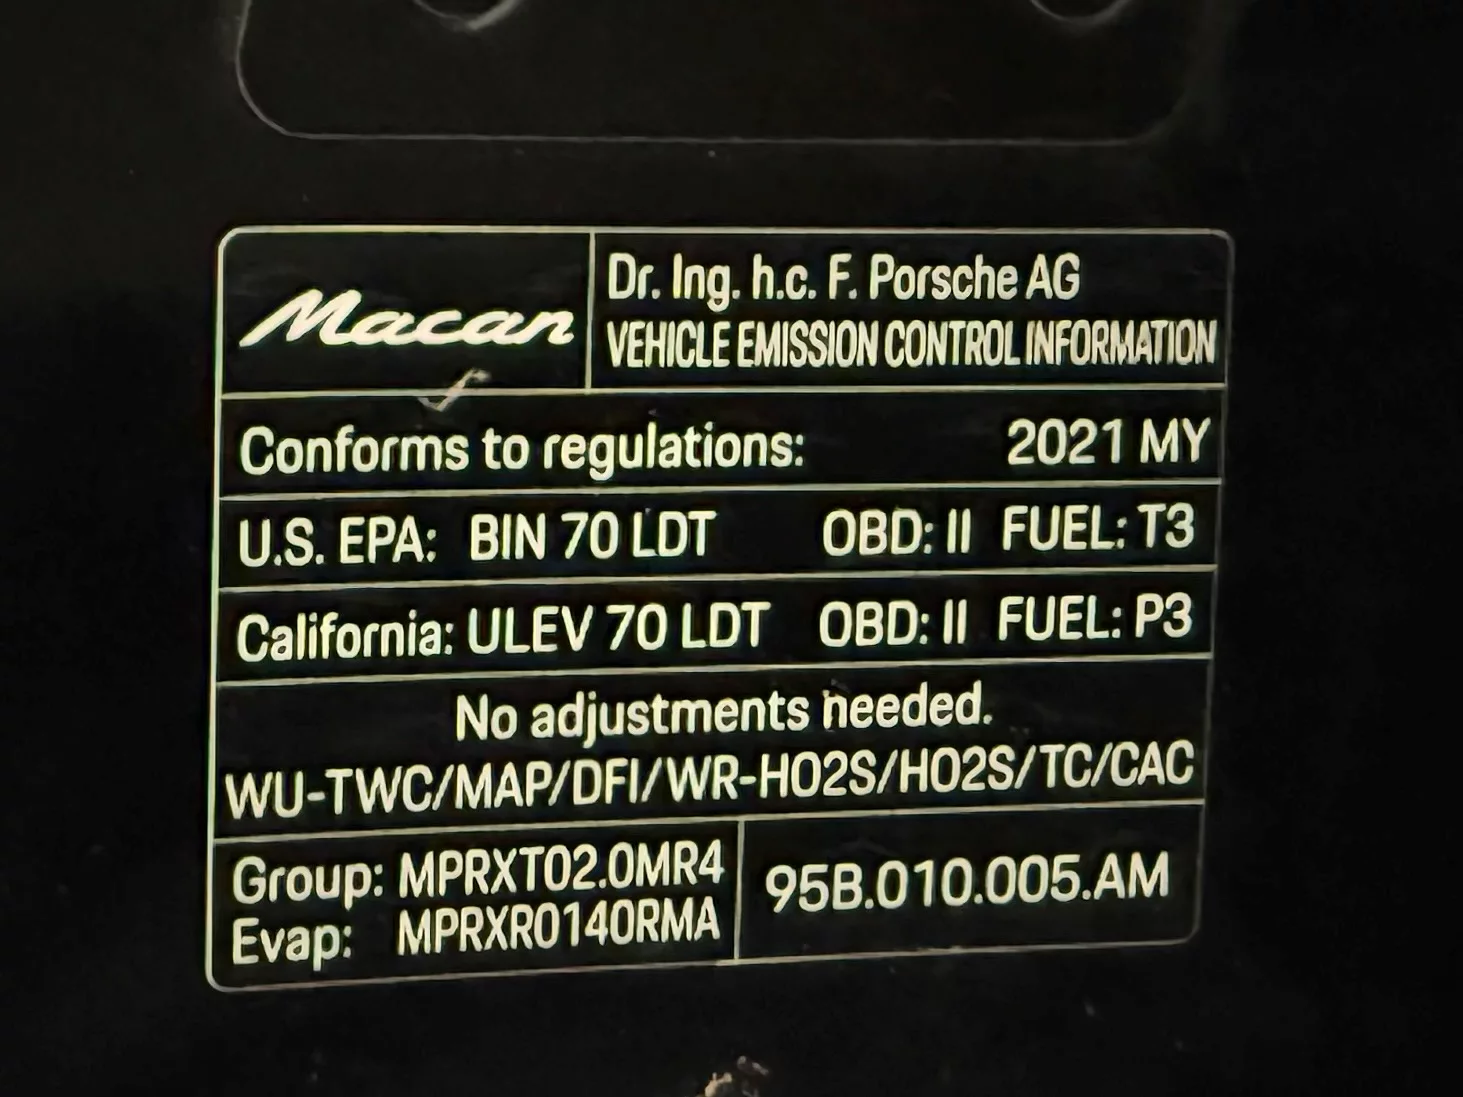 Macan
Dr. Ing. h.c. F. Porsche AG
VEHICLE EMISSION CONTROL INFORMATION
Conforms to regulations: 2021 MY
U.S. EPA: BIN 70 LDT OBD: II FUEL: T3
California: ULEV 70 LDT OBD: II FUEL: P3
No adjustments needed.
WU-TWC/MAP/DFI/WR-HO2S/HO2S/TC/CAC
Group: MPRXT02.0MR4
Evap: MPRXR0140RMA
95B.010.005.AM